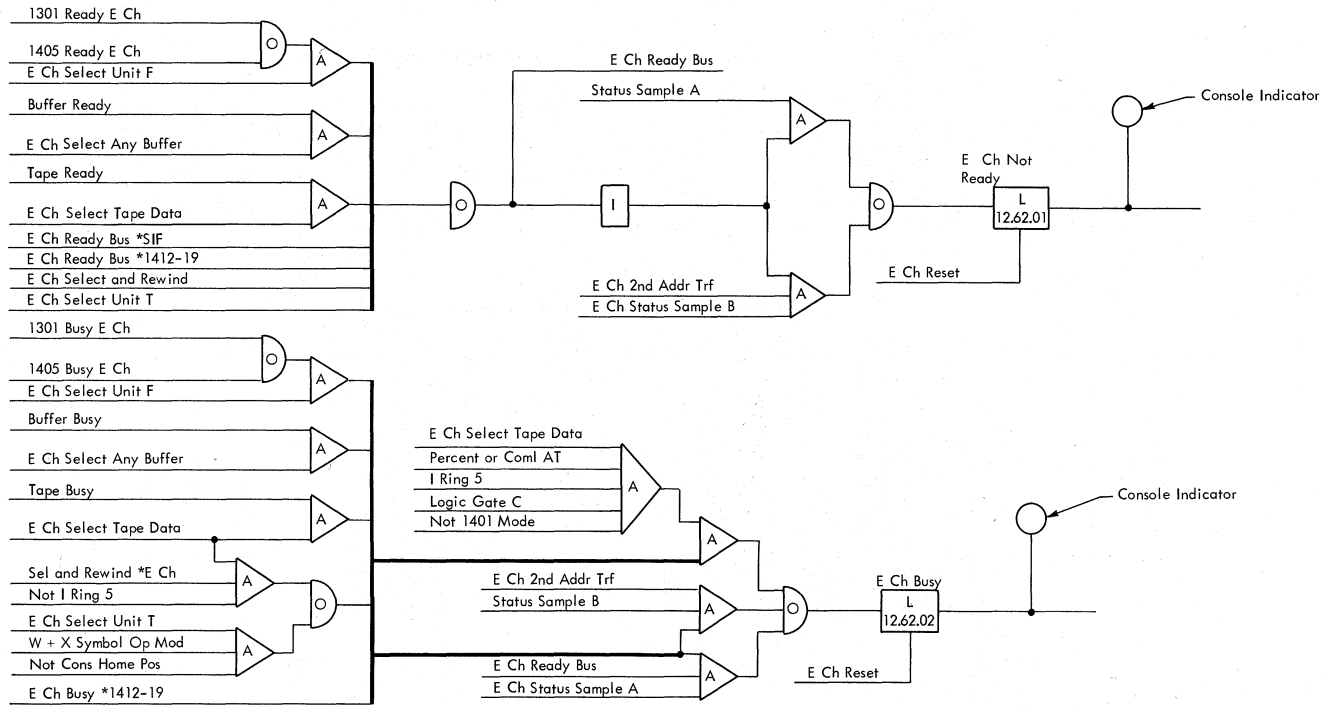 1301 Ready E Ch
O
1405 Ready E Ch
A
E Ch Select Unit F
Buffer Ready
A
E Ch Select Any Buffer
Tape Ready
A
E Ch Select Tape Data
E Ch Ready Bus *SIF
E Ch Ready Bus *1412-19
E Ch Select and Rewind
E Ch Select Unit T
O
E Ch Ready Bus
Status Sample A
A
I
E Ch 2nd Addr Trf
E Ch Status Sample B
A
O
E Ch Not
Ready
L
12.62.01
E Ch Reset
Console Indicator
1301 Busy E Ch
O
1405 Busy E Ch
A
E Ch Select Unit F
Buffer Busy
A
E Ch Select Any Buffer
Tape Busy
A
E Ch Select Tape Data
Sel and Rewind *E Ch
A
Not I Ring 5
O
E Ch Select Unit T
W + X Symbol Op Mod
A
Not Cons Home Pos
E Ch Busy *1412-19
E Ch Select Tape Data
Percent or Coml AT
I Ring 5
A
Logic Gate C
Not 1401 Mode
A
E Ch 2nd Addr Trf
Status Sample B
A
E Ch Ready Bus
A
E Ch Status Sample A
O
E Ch Busy
L
12.62.02
E Ch Reset
Console Indicator